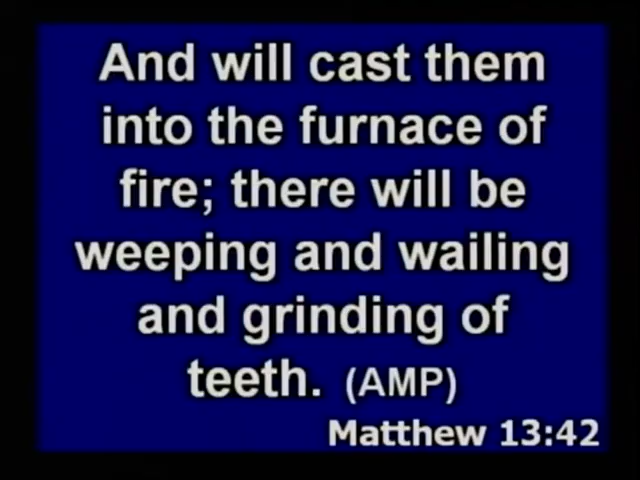 And will cast them
into the furnace of
fire; there will be
weeping and wailing
and grinding of
teeth. (AMP)
Matthew 13:42